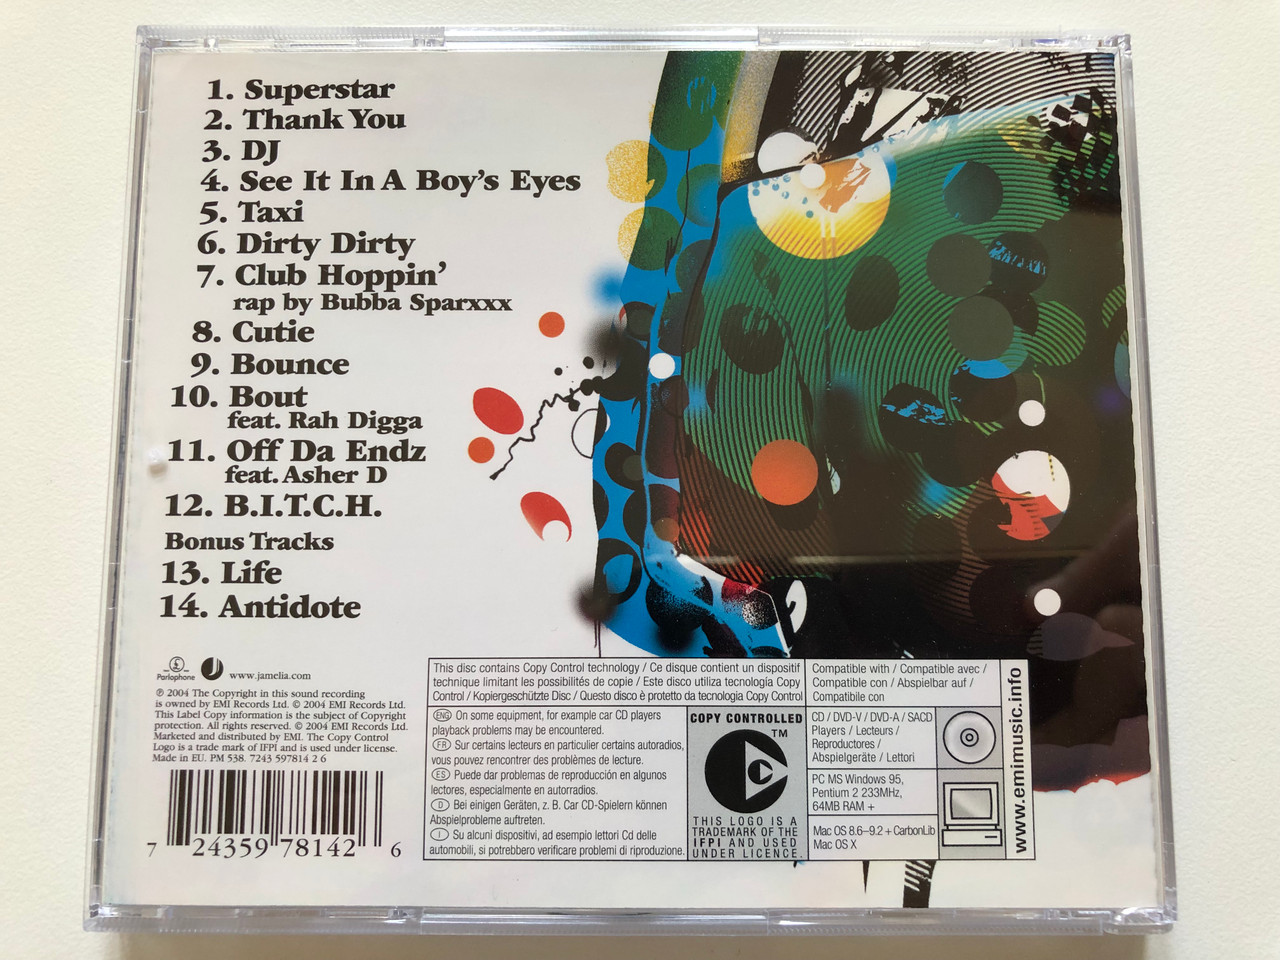 1. Superstar
2. Thank You
3. DJ
4. See It In A Boy's Eyes
5. Taxi
6. Dirty Dirty
7. Club Hoppin'
rap by Bubba Sparxxx
8. Cutie
9. Bounce
10. Bout
feat. Rah Digga
11. Off Da Endz
feat. Asher D
12. B.I.T.C.H.
Bonus Tracks
13. Life
14. Antidote
Parlophone
www.jamelia.com
℗ 2004 The Copyright in this sound recording
is owned by EMI Records Ltd. © 2004 EMI Records Ltd.
This Label Copy information is the subject of Copyright
protection. All rights reserved. © 2004 EMI Records Ltd.
Marketed and distributed by EMI. The Copy Control
Logo is a trade mark of IFPI and is used under license.
Made in EU. PM 538. 7243 597814 2 6
7 24359 78142 6
This disc contains Copy Control technology / Ce disque contient un dispositif
technique limitant les possibilités de copie / Este disco utiliza tecnología Copy
Control / Kopiergeschützte Disc / Questo disco è protetto da tecnologia Copy Control
ENG On some equipment, for example car CD players
playback problems may be encountered.
FR Sur certains lecteurs en particulier certains autoradios,
vous pouvez rencontrer des problèmes de lecture.
ES Puede dar problemas de reproducción en algunos
lectores, especialmente en autorradios.
D Bei einigen Geräten, z. B. Car CD-Spielern können
Abspielprobleme auftreten.
I Su alcuni dispositivi, ad esempio lettori Cd delle
automobili, si potrebbero verificare problemi di riproduzione.
COPY CONTROLLED
TM
THIS LOGO IS A
TRADEMARK OF THE
IFPI AND USED
UNDER LICENCE.
Compatible with / Compatible avec /
Compatible con / Abspielbar auf /
Compatibile con
CD / DVD-V / DVD-A / SACD
Players / Lecteurs /
Reproductores /
Abspielgeräte / Lettori
PC MS Windows 95,
Pentium 2 233MHz,
64MB RAM +
Mac OS 8.6–9.2 + CarbonLib
Mac OS X
www.emimusic.info